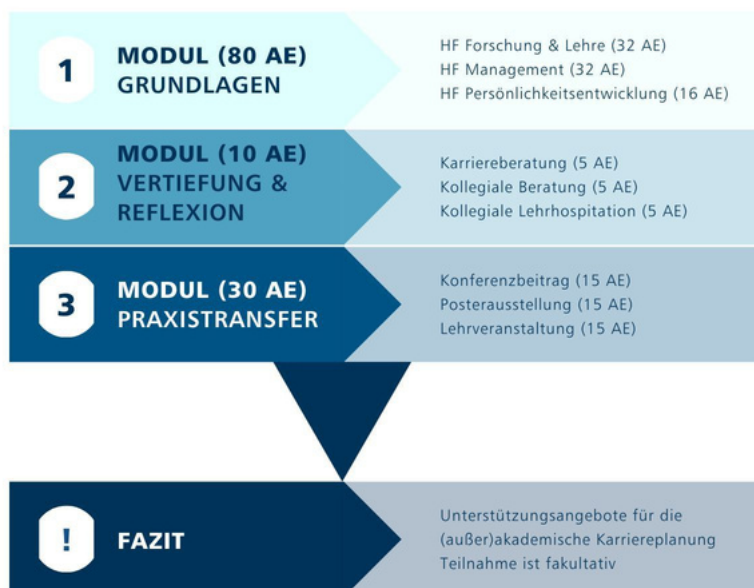 1
MODUL (80 AE)
GRUNDLAGEN
HF Forschung & Lehre (32 AE)
HF Management (32 AE)
HF Persönlichkeitsentwicklung (16 AE)
2
MODUL (10 AE)
VERTIEFUNG &
REFLEXION
Karriereberatung (5 AE)
Kollegiale Beratung (5 AE)
Kollegiale Lehrhospitation (5 AE)
3
MODUL (30 AE)
PRAXISTRANSFER
Konferenzbeitrag (15 AE)
Posterausstellung (15 AE)
Lehrveranstaltung (15 AE)
!
FAZIT
Unterstützungsangebote für die
(außer)akademische Karriereplanung
Teilnahme ist fakultativ